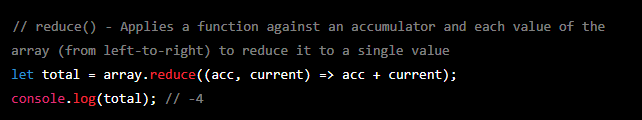 // reduce() - Applies a function against an accumulator and each value of the
array (from left-to-right) to reduce it to a single value
let total = array.reduce((acc, current) => acc + current);
console.log(total); // -4